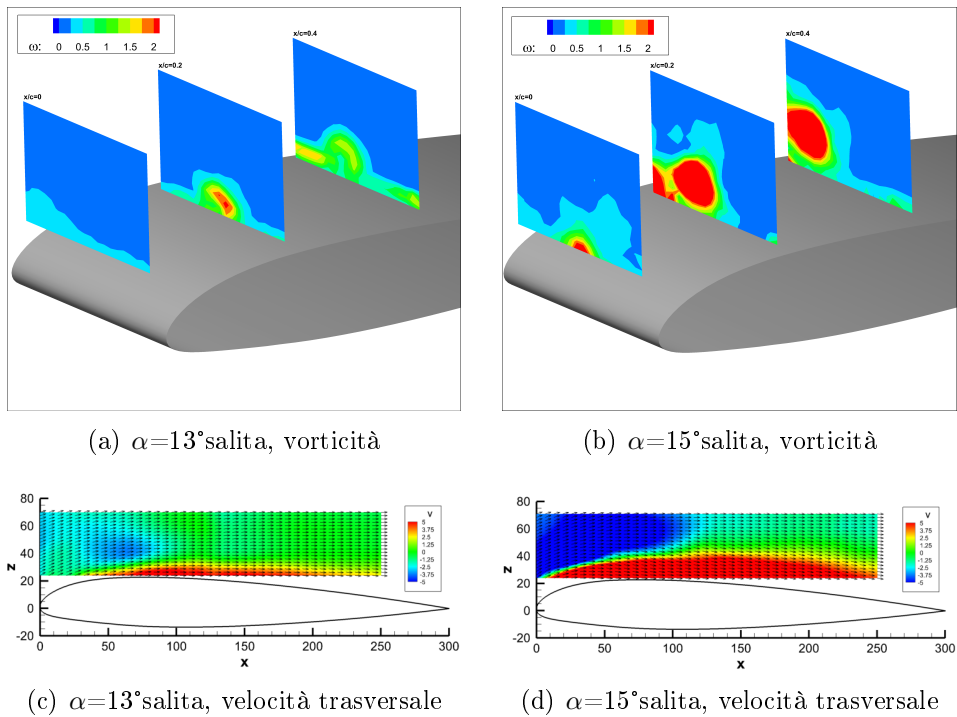 ω: 0 0.5 1 1.5 2
x/c=0
x/c=0.2
x/c=0.4
ω: 0 0.5 1 1.5 2
x/c=0
x/c=0.2
x/c=0.4
(a) α=13°salita, vorticità
(b) α=15°salita, vorticità
80
60
40
20
0
-20
z
0 50 100 150 200 250 300
x
v
5
3.75
2.5
1.25
0
-1.25
-2.5
-3.75
-5
80
60
40
20
0
-20
z
0 50 100 150 200 250 300
x
v
5
3.75
2.5
1.25
0
-1.25
-2.5
-3.75
-5
(c) α=13°salita, velocità trasversale
(d) α=15°salita, velocità trasversale